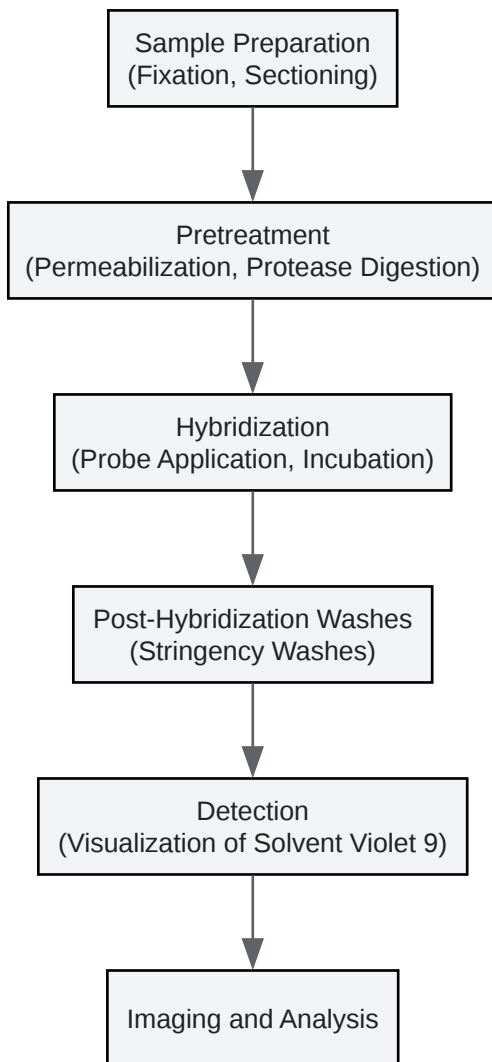 Sample Preparation
(Fixation, Sectioning)
Pretreatment
(Permeabilization, Protease Digestion)
Hybridization
(Probe Application, Incubation)
Post-Hybridization Washes
(Stringency Washes)
Detection
(Visualization of Solvent Violet 9)
Imaging and Analysis